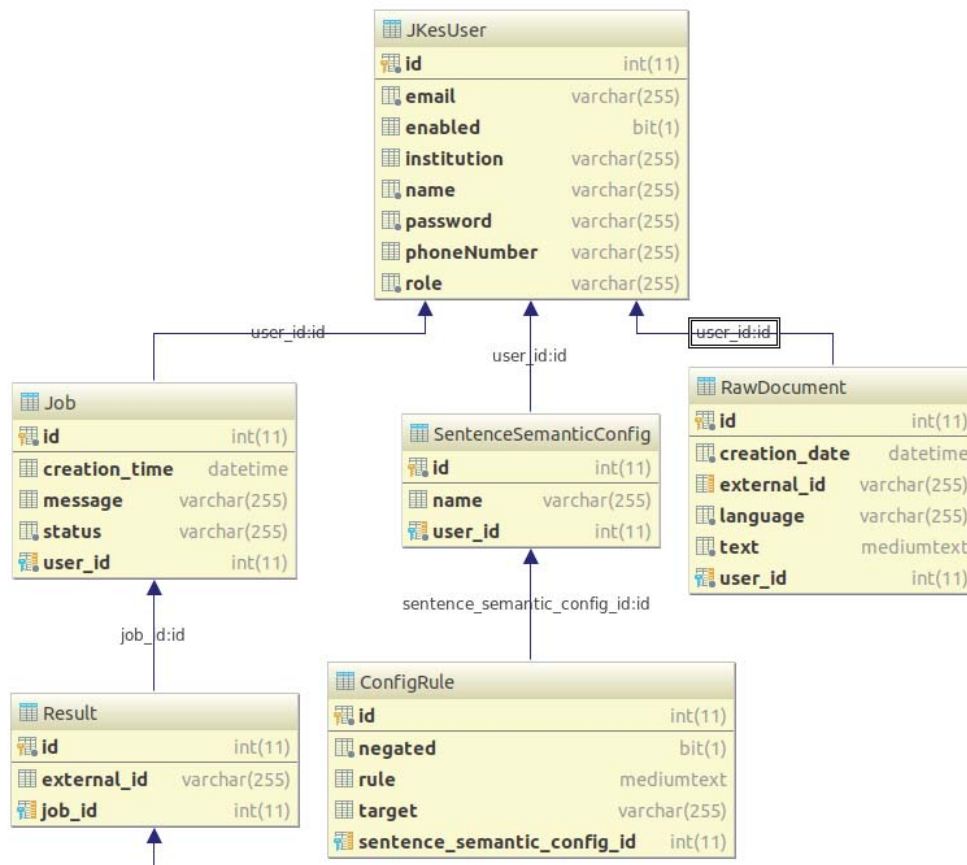 JKesUser
id int(11)
email varchar(255)
enabled bit(1)
institution varchar(255)
name varchar(255)
password varchar(255)
phoneNumber varchar(255)
role varchar(255)
user_id:id
user_id:id
user_id:id
Job
id int(11)
creation_time datetime
message varchar(255)
status varchar(255)
user_id int(11)
SentenceSemanticConfig
id int(11)
name varchar(255)
user_id int(11)
RawDocument
id int(11)
creation_date datetime
external_id varchar(255)
language varchar(255)
text mediumtext
user_id int(11)
job_id:id
sentence_semantic_config_id:id
Result
id int(11)
external_id varchar(255)
job_id int(11)
ConfigRule
id int(11)
negated bit(1)
rule mediumtext
target varchar(255)
sentence_semantic_config_id int(11)